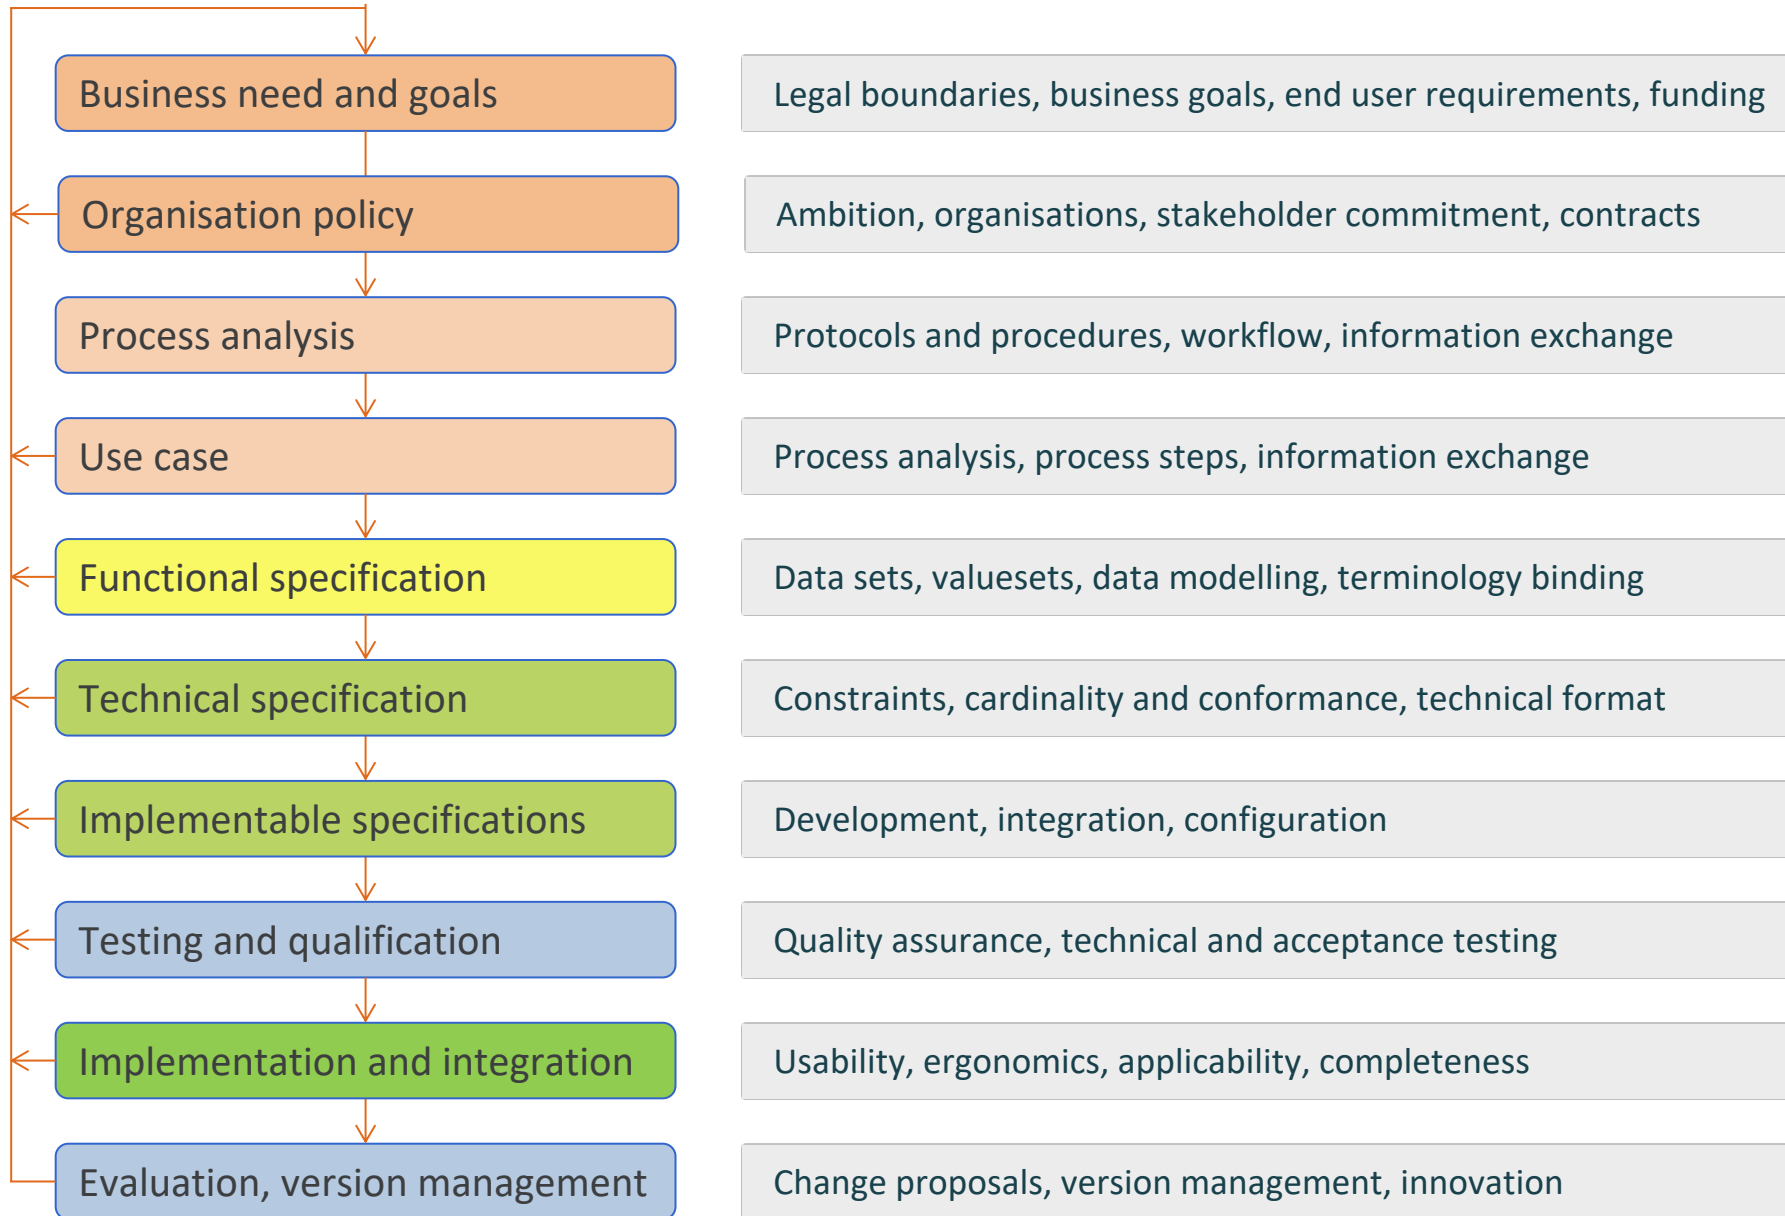 Business need and goals
Legal boundaries, business goals, end user requirements, funding
Organisation policy
Ambition, organisations, stakeholder commitment, contracts
Process analysis
Protocols and procedures, workflow, information exchange
Use case
Process analysis, process steps, information exchange
Functional specification
Data sets, valuesets, data modelling, terminology binding
Technical specification
Constraints, cardinality and conformance, technical format
Implementable specifications
Development, integration, configuration
Testing and qualification
Quality assurance, technical and acceptance testing
Implementation and integration
Usability, ergonomics, applicability, completeness
Evaluation, version management
Change proposals, version management, innovation